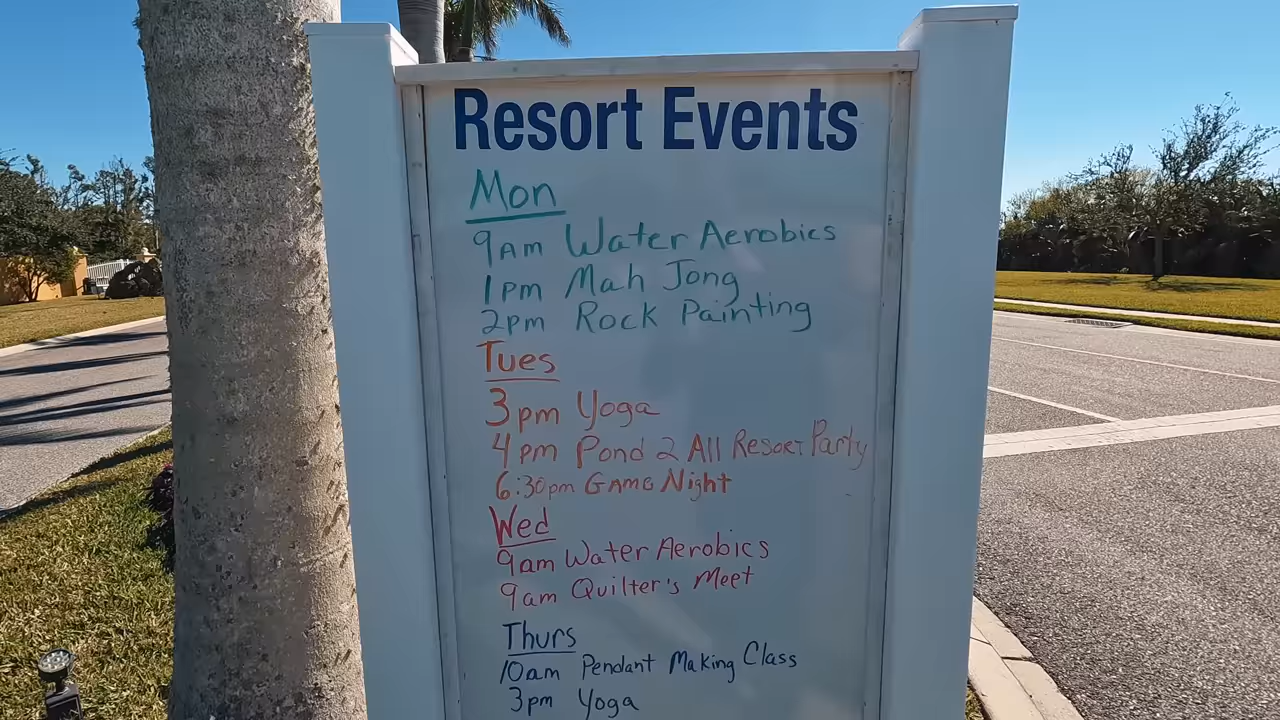 Resort Events
Mon
9am Water Aerobics
1pm Mah Jong
2pm Rock Painting
Tues
3pm Yoga
4pm Pond 2 All Resort Party
6:30pm Game Night
Wed
9am Water Aerobics
9am Quilter's Meet
Thurs
10am Pendant Making Class
3pm Yoga